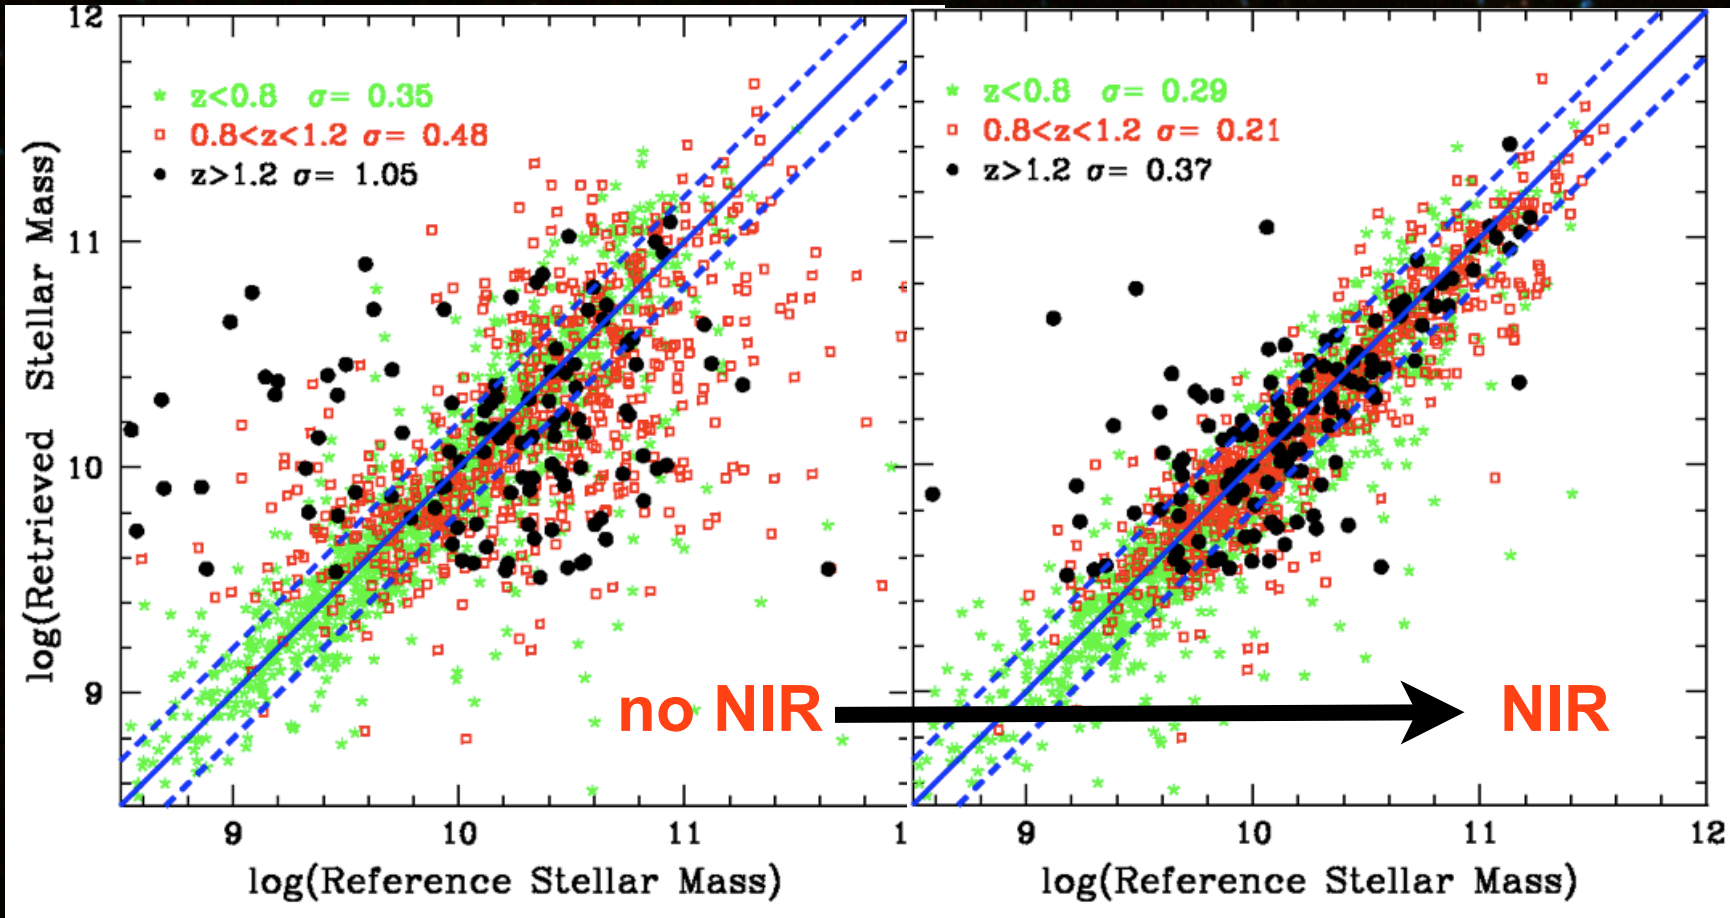 12
11
10
9
log(Retrieved Stellar Mass)
z<0.8 σ= 0.35
0.8<z<1.2 σ= 0.48
z>1.2 σ= 1.05
no NIR
9 10 11 1
log(Reference Stellar Mass)
z<0.8 σ= 0.29
0.8<z<1.2 σ= 0.21
z>1.2 σ= 0.37
NIR
9 10 11 12
log(Reference Stellar Mass)